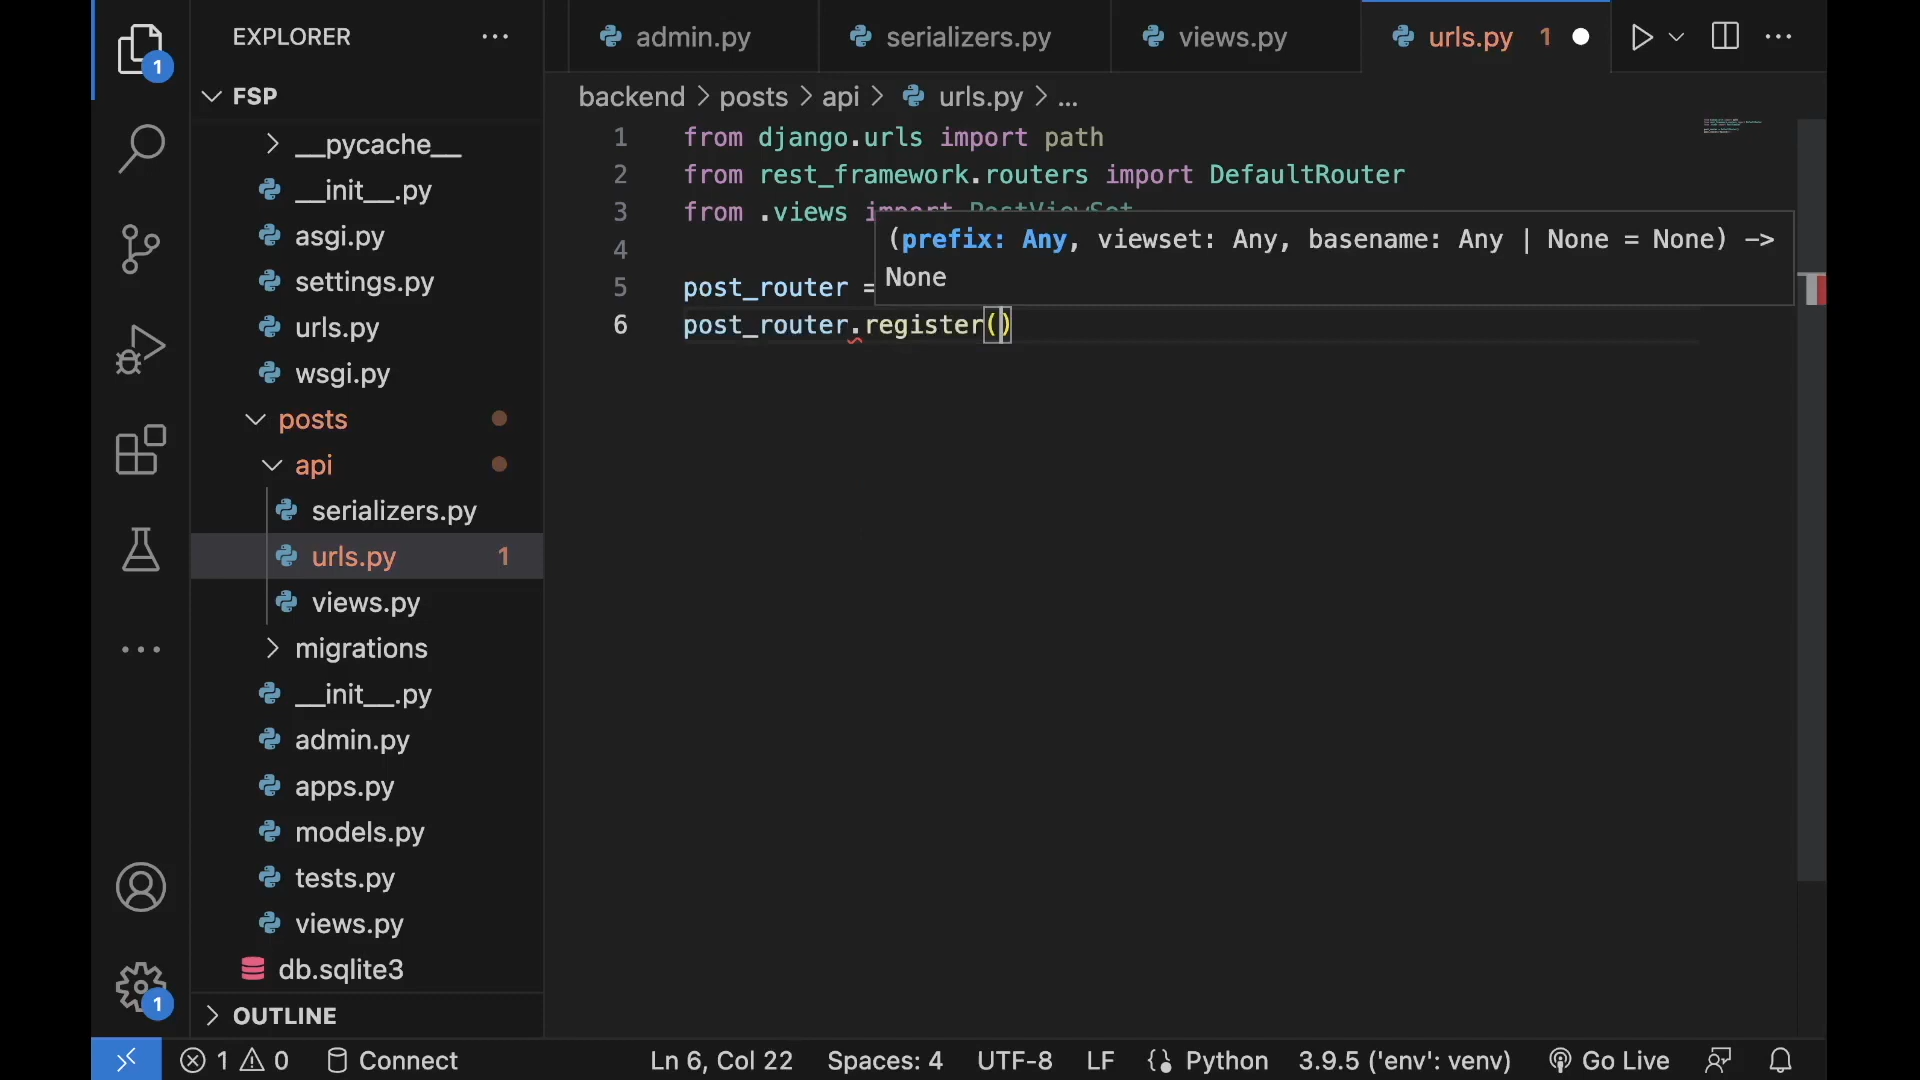 1
EXPLORER
...
admin.py
serializers.py
views.py
urls.py 1
...
FSP
backend > posts > api > urls.py > ...
__pycache__
__init__.py
asgi.py
settings.py
urls.py
wsgi.py
posts
api
serializers.py
urls.py 1
views.py
migrations
__init__.py
admin.py
apps.py
models.py
tests.py
views.py
db.sqlite3
OUTLINE
1 from django.urls import path
2 from rest_framework.routers import DefaultRouter
3 from .views import PostViewSet
4
5 post_router =
6 post_router.register()
(prefix: Any, viewset: Any, basename: Any | None = None) ->
None
1
1 0 Connect Ln 6, Col 22 Spaces: 4 UTF-8 LF Python 3.9.5 ('env': venv) Go Live